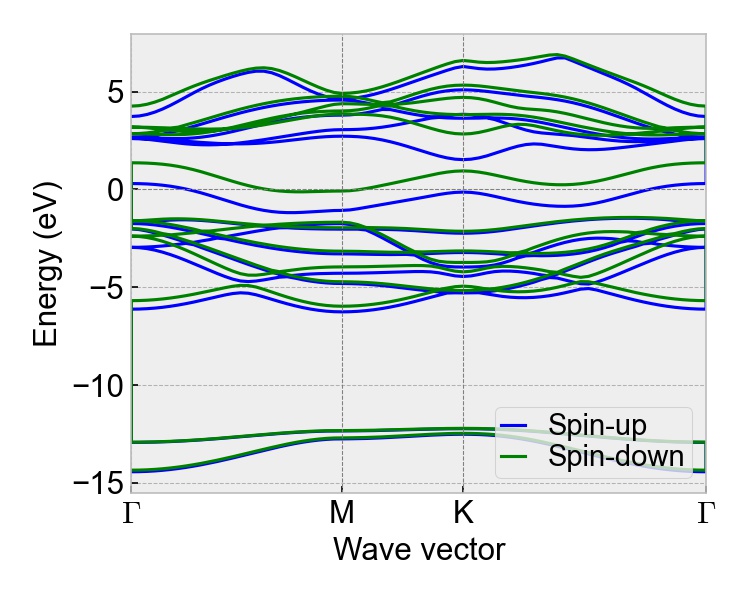 5
0
−5
−10
−15
Energy (eV)
Spin-up
Spin-down
Γ M K Γ
Wave vector